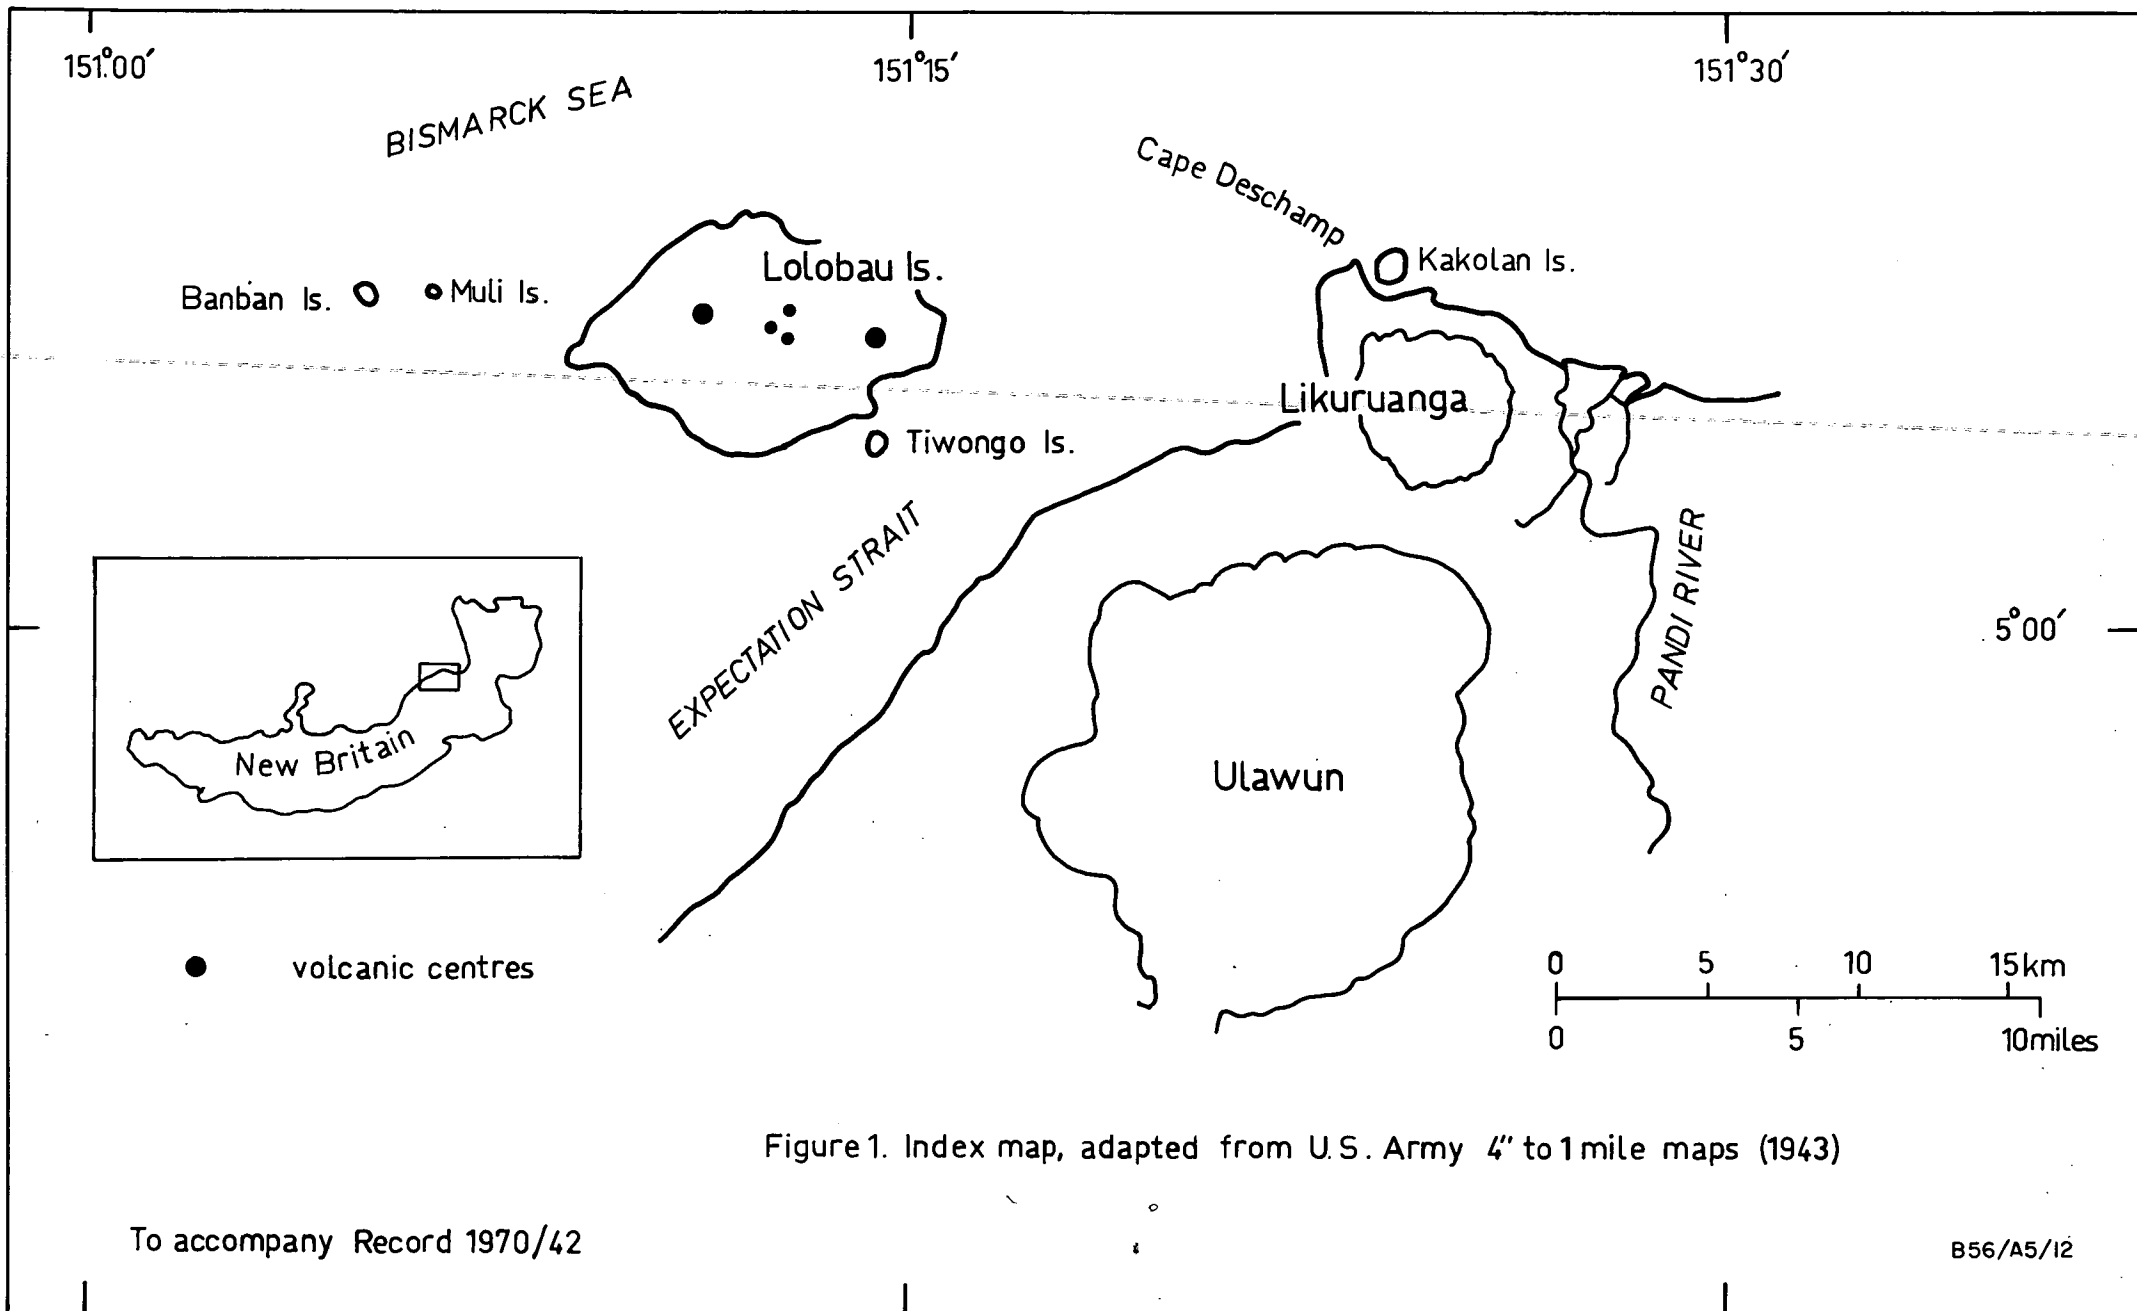 151°00′
151°15′
151°30′
BISMARCK SEA
Cape Deschamp
Kakolan Is.
Lolobau Is.
Banban Is.
Muli Is.
Likuruanga
Tiwongo Is.
EXPECTATION STRAIT
PANDI RIVER
5°00′
New Britain
Ulawun
volcanic centres
0 5 10 15km
0 5 10miles
Figure 1. Index map, adapted from U.S. Army 4" to 1 mile maps (1943)
To accompany Record 1970/42
B56/A5/12